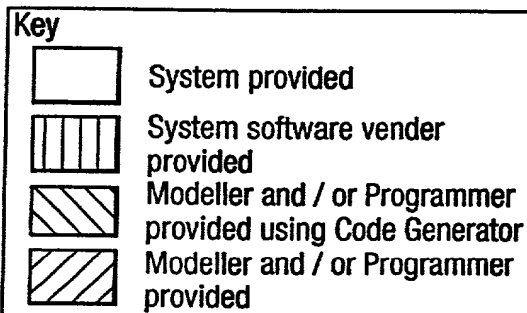 Key
System provided
System software vender
provided
Modeller and / or Programmer
provided using Code Generator
Modeller and / or Programmer
provided